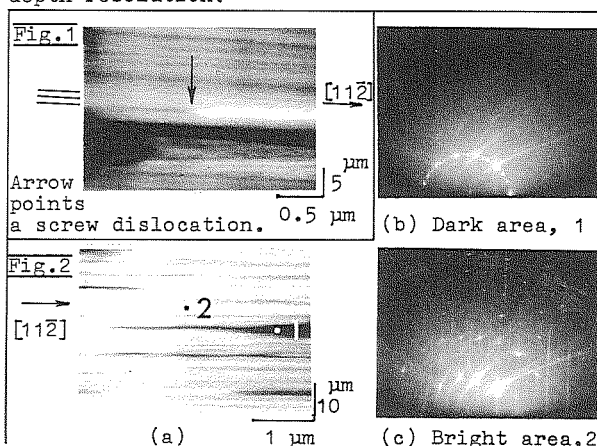 depth resolution.
Fig.1
[112̄]
Arrow
points
a screw dislocation.
5 μm
0.5 μm
(b) Dark area, 1
Fig.2
[112̄]
2
μm
10
(a)
1 μm
(c) Bright area.2